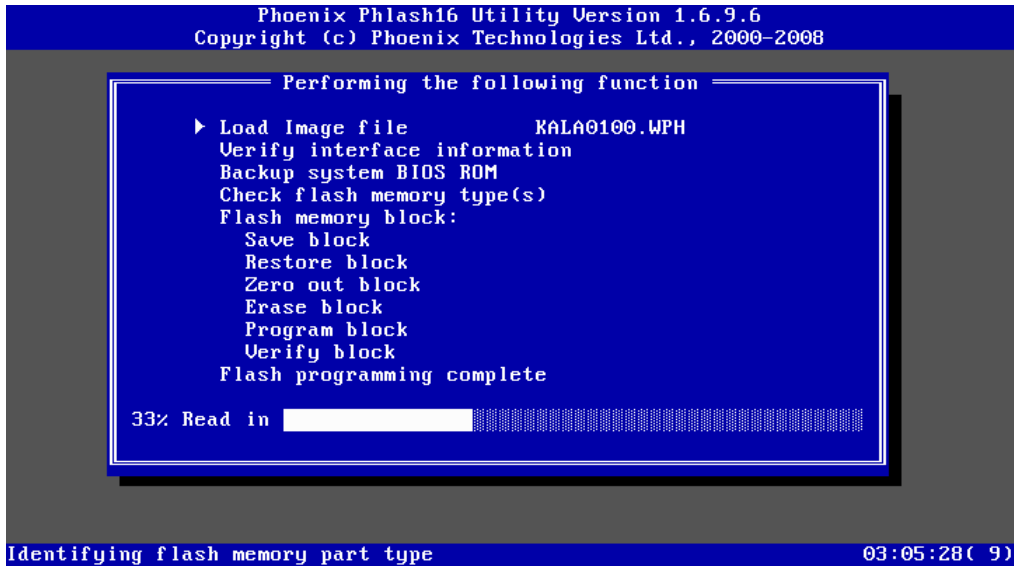 Phoenix Phlash16 Utility Version 1.6.9.6
Copyright (c) Phoenix Technologies Ltd., 2000-2008
Performing the following function
Load Image file KALA0100.WPH
Verify interface information
Backup system BIOS ROM
Check flash memory type(s)
Flash memory block:
Save block
Restore block
Zero out block
Erase block
Program block
Verify block
Flash programming complete
33% Read in
Identifying flash memory part type 03:05:28( 9)